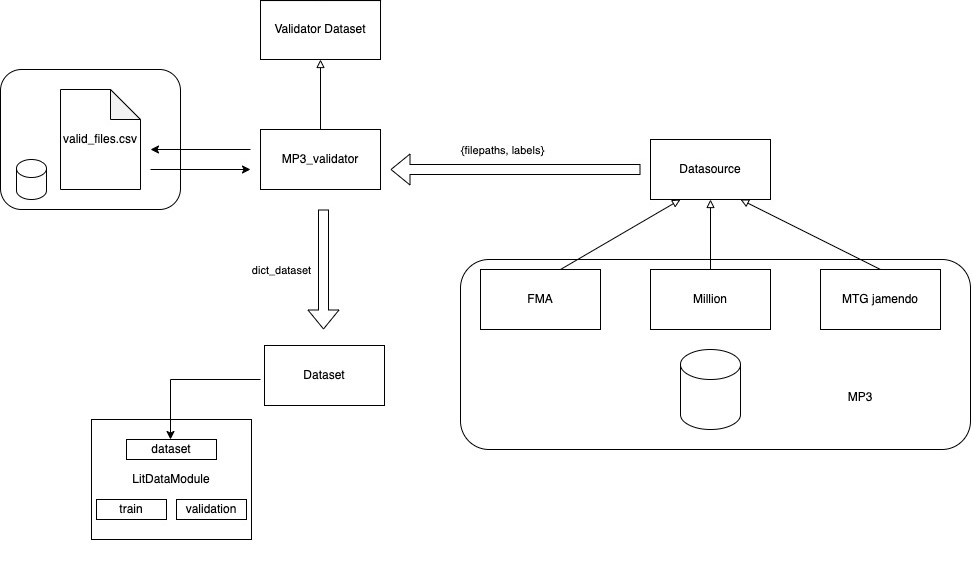 Validator Dataset
valid_files.csv
MP3_validator
{filepaths, labels}
Datasource
dict_dataset
FMA
Million
MTG jamendo
Dataset
MP3
dataset
LitDataModule
train
validation